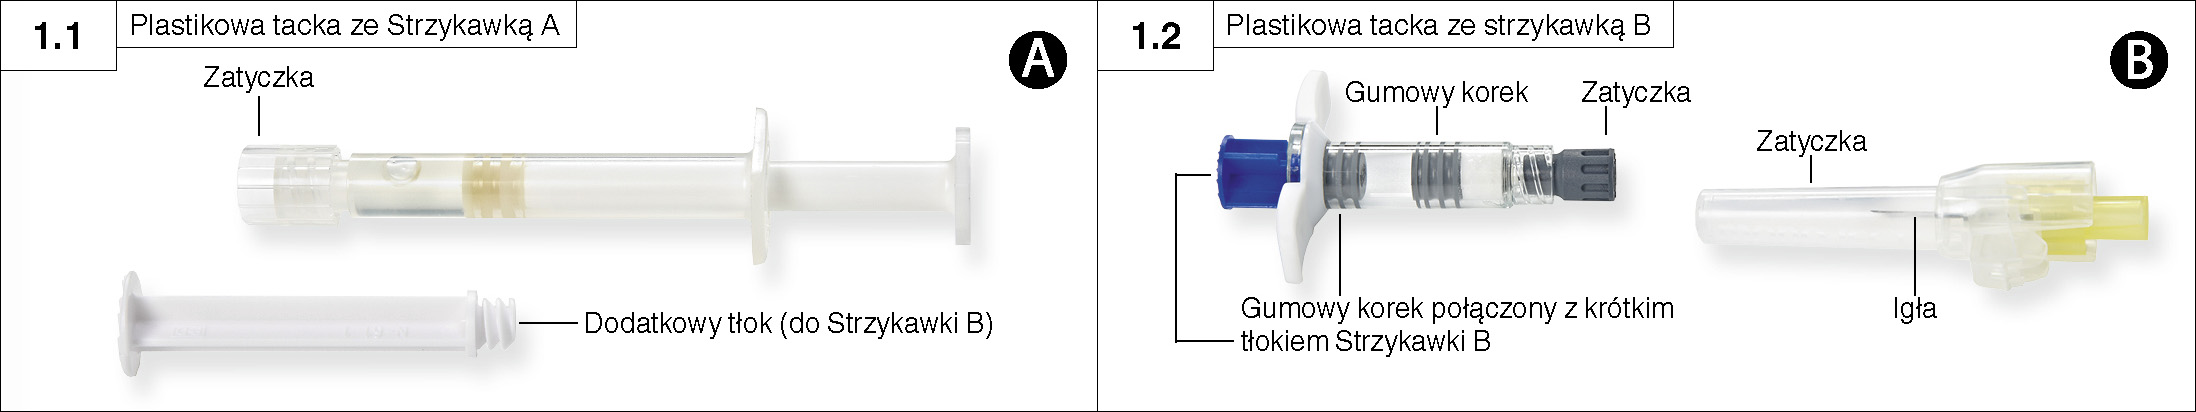 1.1
Plastikowa tacka ze Strzykawką A
A
Zatyczka
Dodatkowy tłok (do Strzykawki B)
1.2
Plastikowa tacka ze strzykawką B
B
Gumowy korek
Zatyczka
Zatyczka
Gumowy korek połączony z krótkim
tłokiem Strzykawki B
Igła